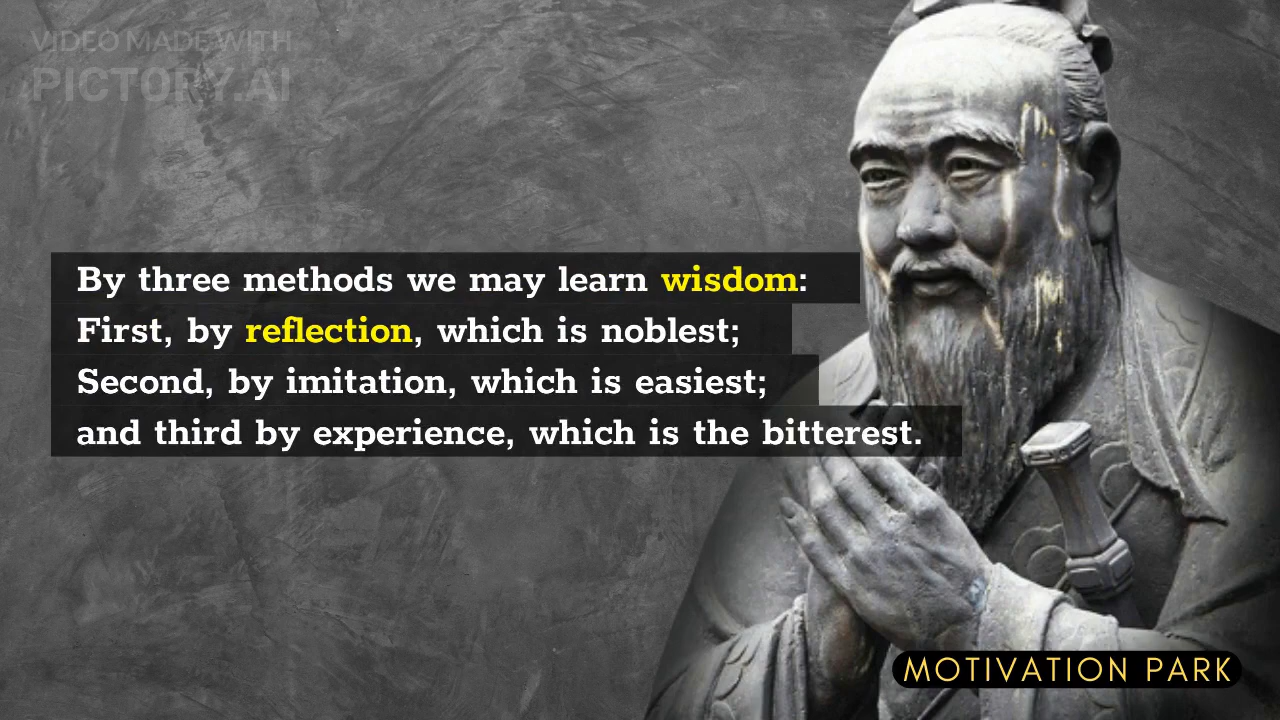 VIDEO MADE WITH
PICTORY.AI
By three methods we may learn wisdom:
First, by reflection, which is noblest;
Second, by imitation, which is easiest;
and third by experience, which is the bitterest.
MOTIVATION PARK